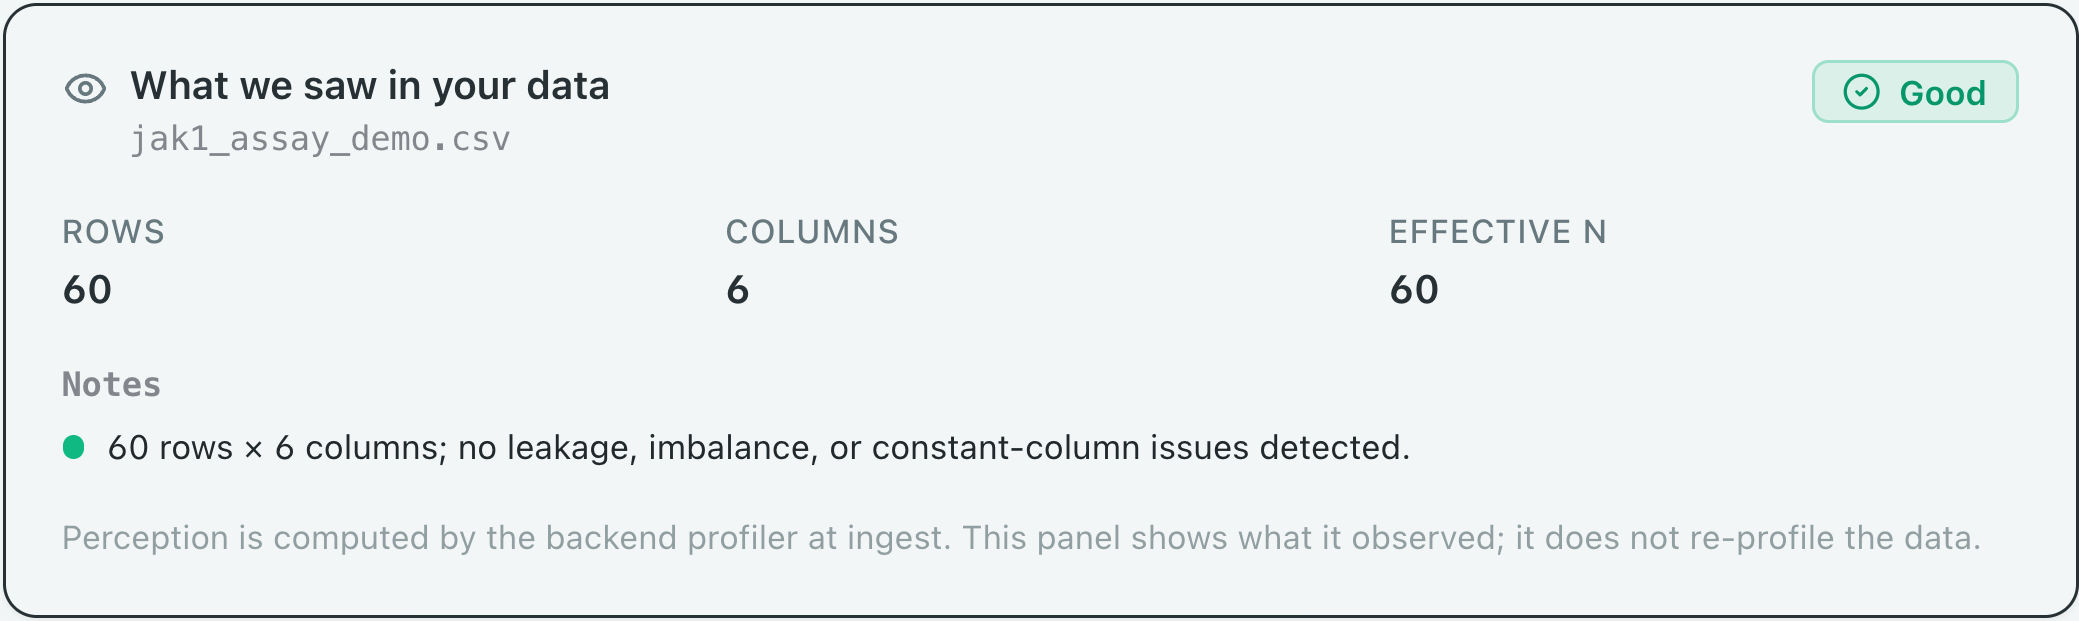 What we saw in your data
jak1_assay_demo.csv
Good
ROWS
COLUMNS
EFFECTIVE N
60
6
60
Notes
60 rows × 6 columns; no leakage, imbalance, or constant-column issues detected.
Perception is computed by the backend profiler at ingest. This panel shows what it observed; it does not re-profile the data.